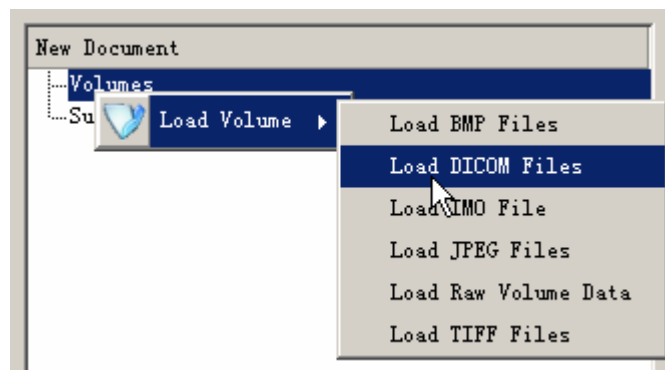 New Document
Volumes
Su
Load Volume
Load BMP Files
Load DICOM Files
Load IMO File
Load JPEG Files
Load Raw Volume Data
Load TIFF Files